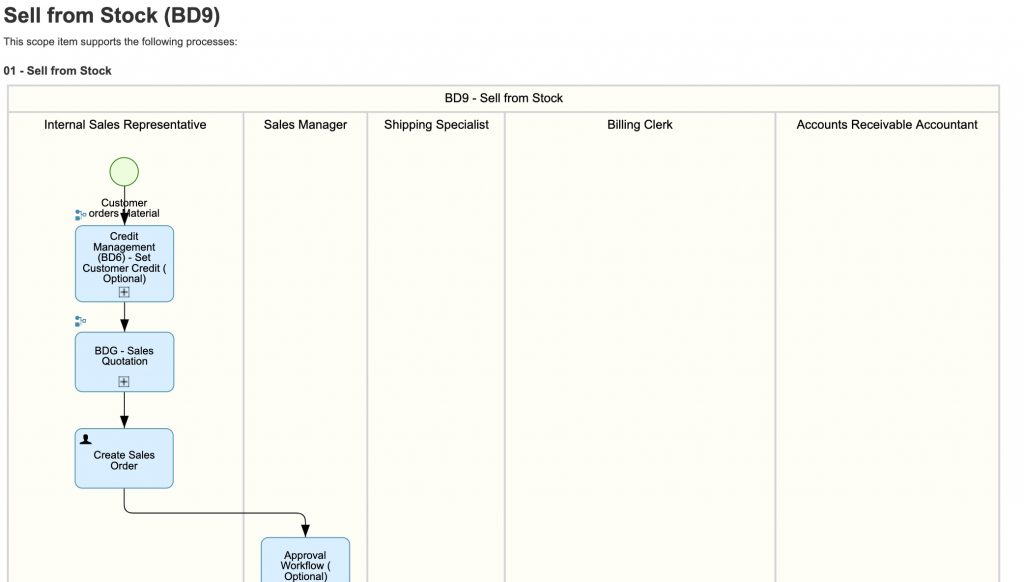 Sell from Stock (BD9)
This scope item supports the following processes:
01 - Sell from Stock
BD9 - Sell from Stock
Internal Sales Representative
Sales Manager
Shipping Specialist
Billing Clerk
Accounts Receivable Accountant
Customer
orders Material
Credit
Management
(BD6) - Set
Customer Credit (
Optional)
BDG - Sales
Quotation
Create Sales
Order
Approval
Workflow (
Optional)